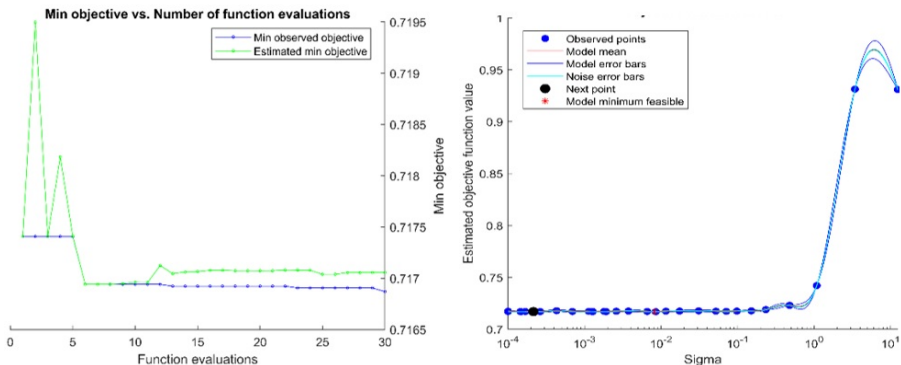 Min objective vs. Number of function evaluations
Min observed objective
Estimated min objective
0.7195
0.719
0.7185
0.718
0.7175
0.717
0.7165
Min objective
0 5 10 15 20 25 30
Function evaluations
Observed points
Model mean
Model error bars
Noise error bars
Next point
Model minimum feasible
1
0.95
0.9
0.85
0.8
0.75
0.7
Estimated objective function value
10-4 10-3 10-2 10-1 100 101
Sigma